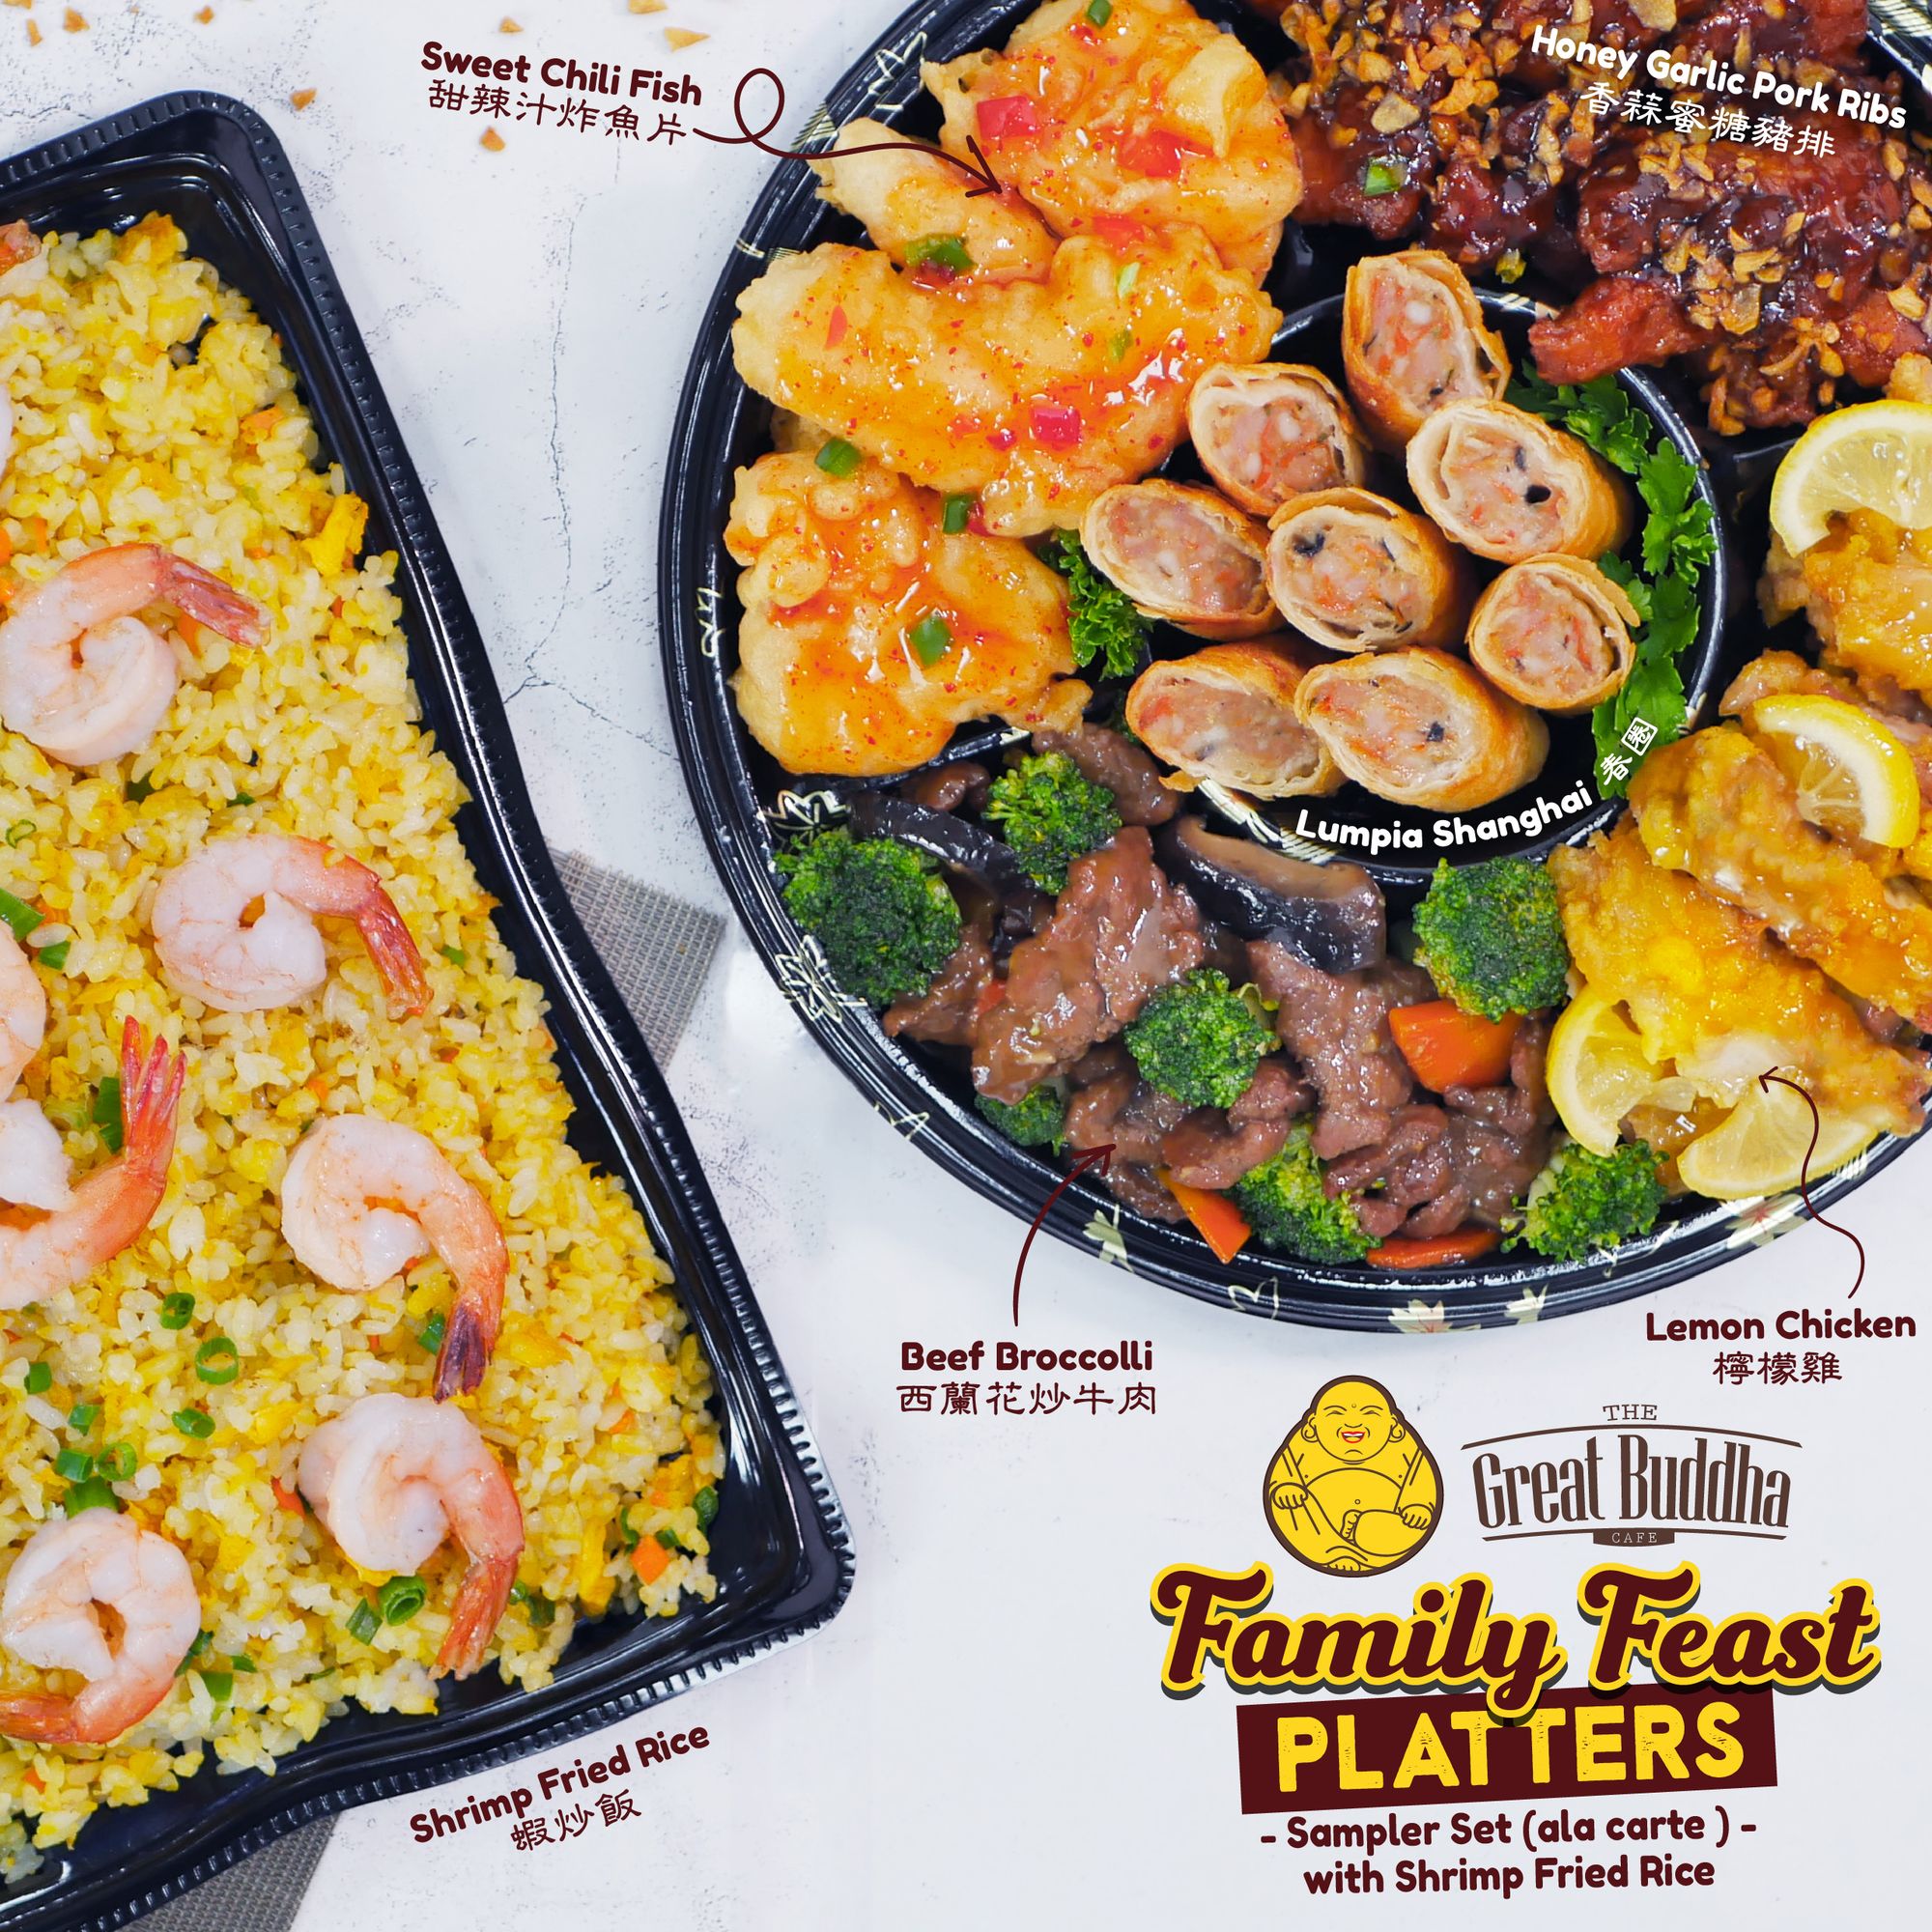 Sweet Chili Fish
甜辣汁炸魚片
Honey Garlic Pork Ribs
香蒜蜜糖豬排
Lumpia Shanghai 春圈
Beef Broccolli
西蘭花炒牛肉
Lemon Chicken
檸檬雞
THE
Great Buddha
CAFE
Family Feast
PLATTERS
- Sampler Set (ala carte ) -
with Shrimp Fried Rice
Shrimp Fried Rice
蝦炒飯